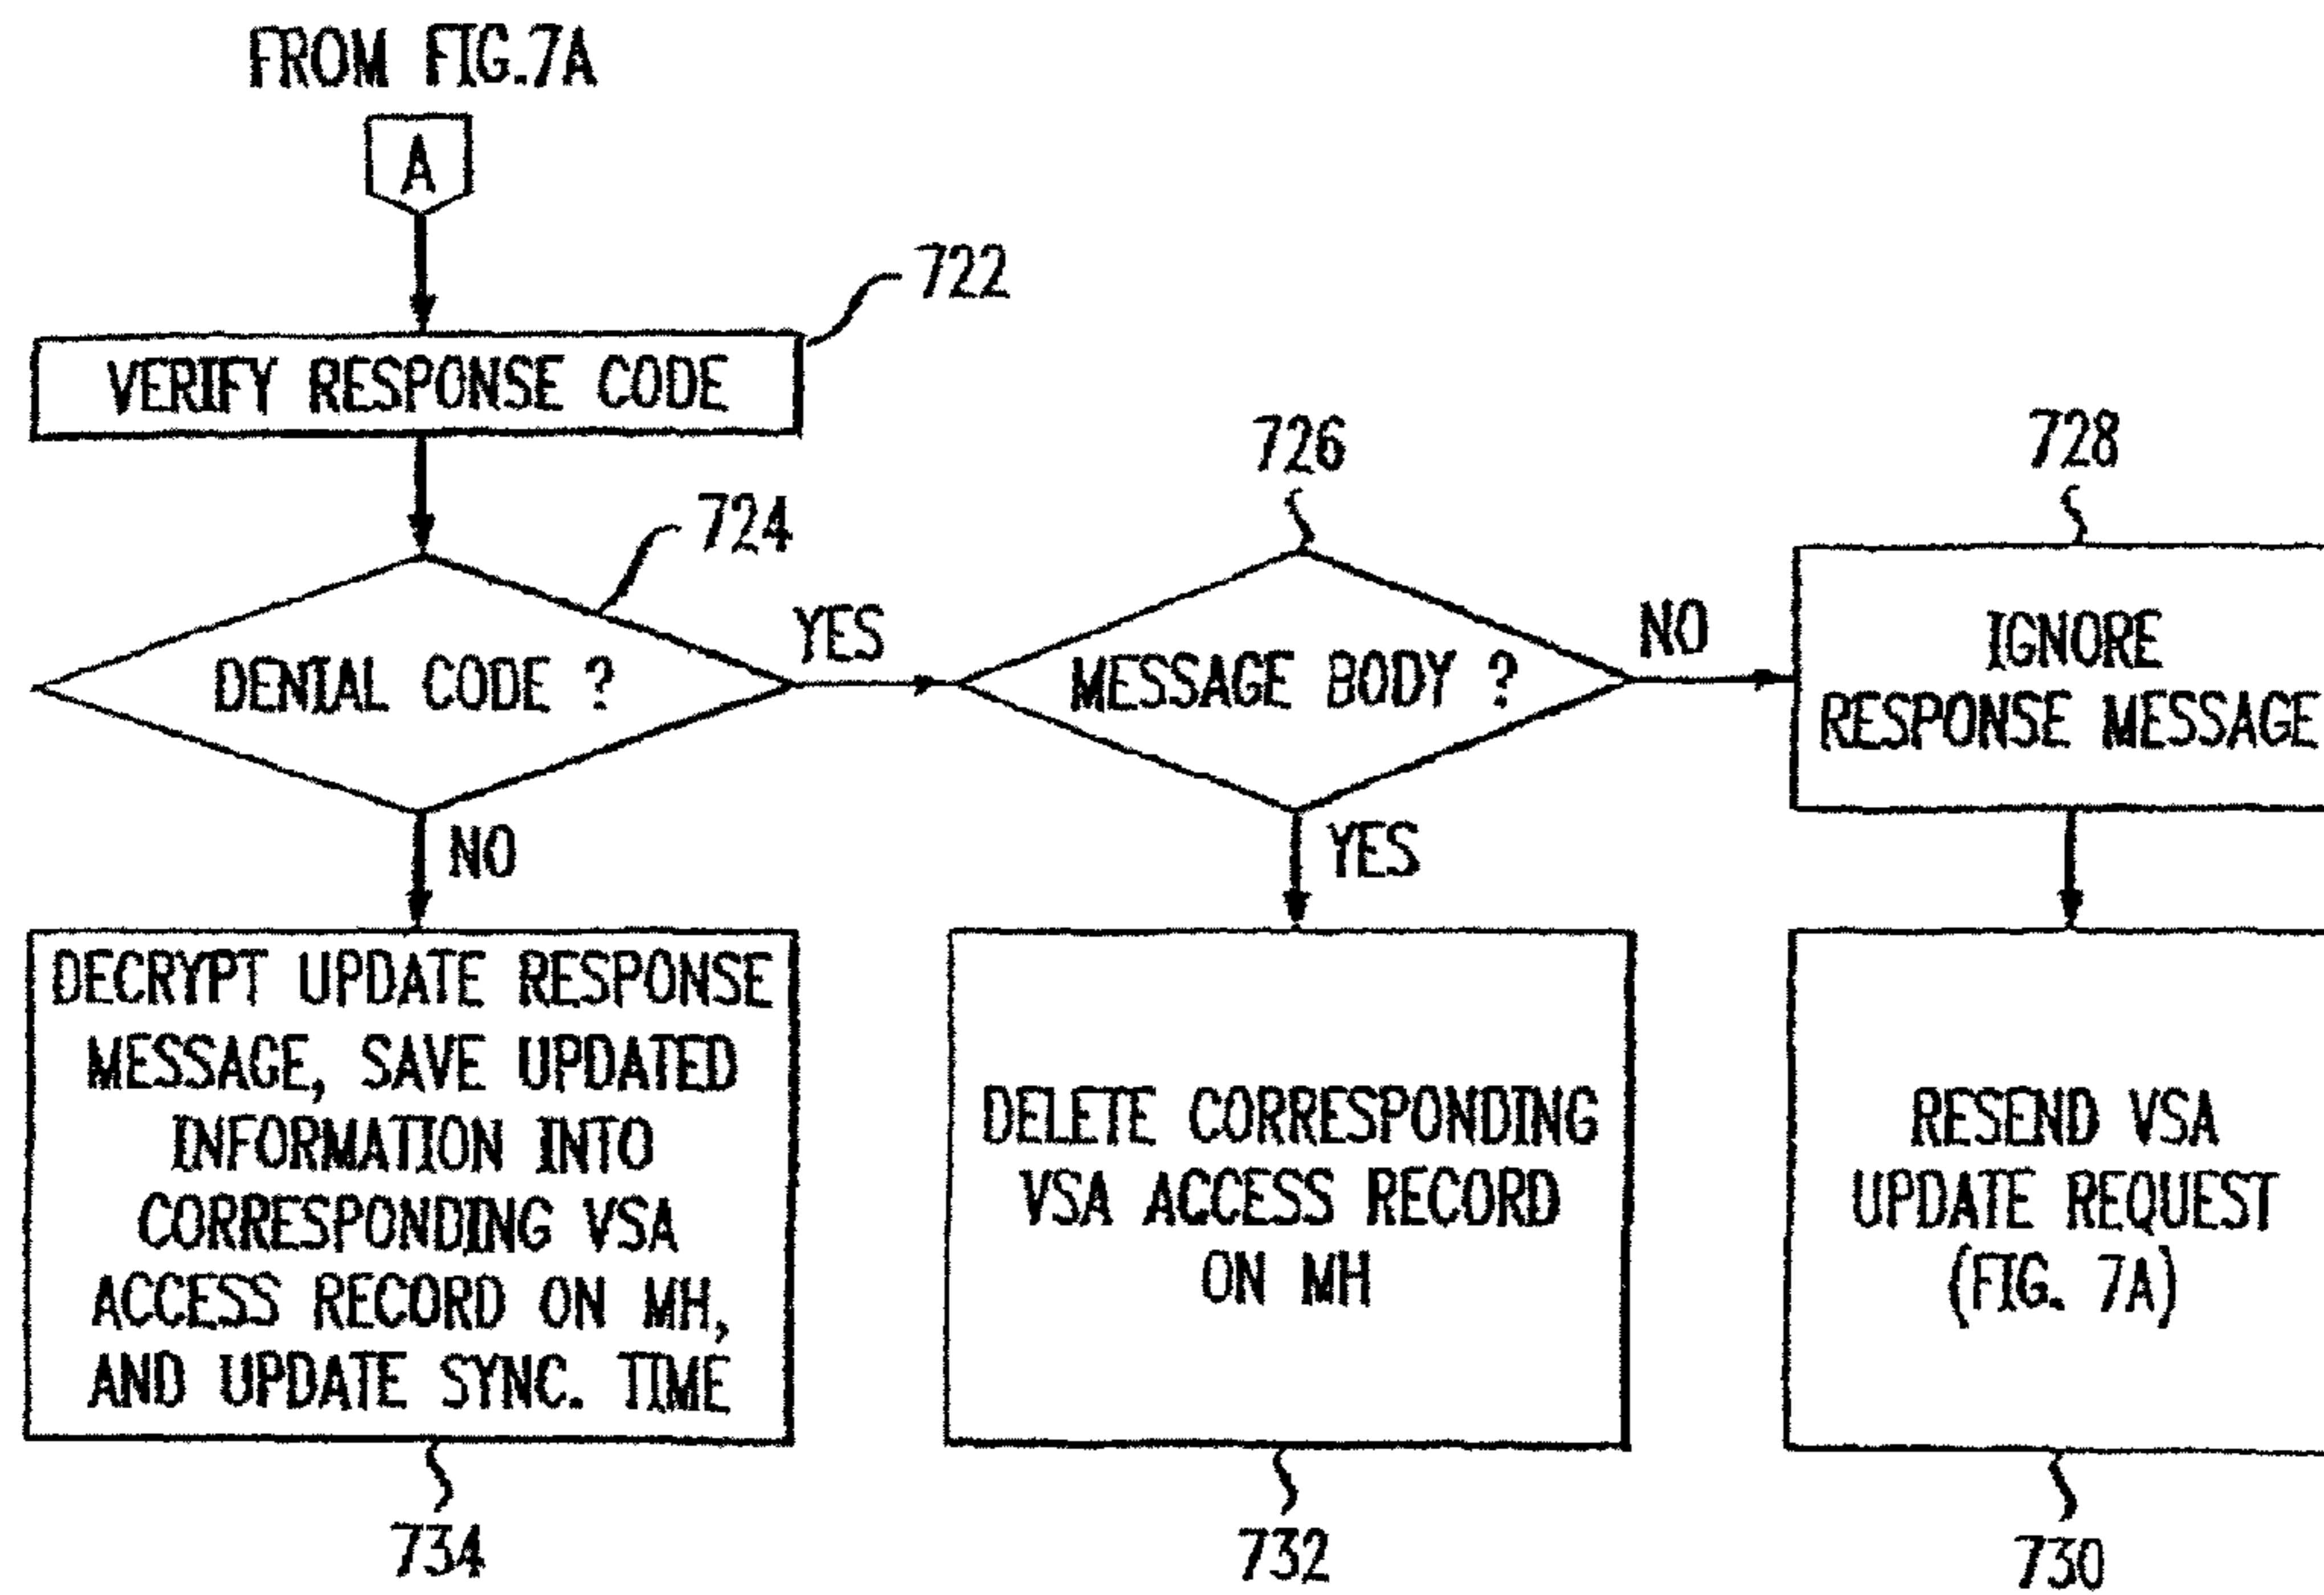 FROM FIG.7A
A
722
VERIFY RESPONSE CODE
724
DENIAL CODE ?
YES
NO
726
MESSAGE BODY ?
NO
YES
728
IGNORE
RESPONSE MESSAGE
DECRYPT UPDATE RESPONSE
MESSAGE, SAVE UPDATED
INFORMATION INTO
CORRESPONDING VSA
ACCESS RECORD ON MH,
AND UPDATE SYNC. TIME
734
DELETE CORRESPONDING
VSA ACCESS RECORD
ON MH
732
RESEND VSA
UPDATE REQUEST
(FIG. 7A)
730